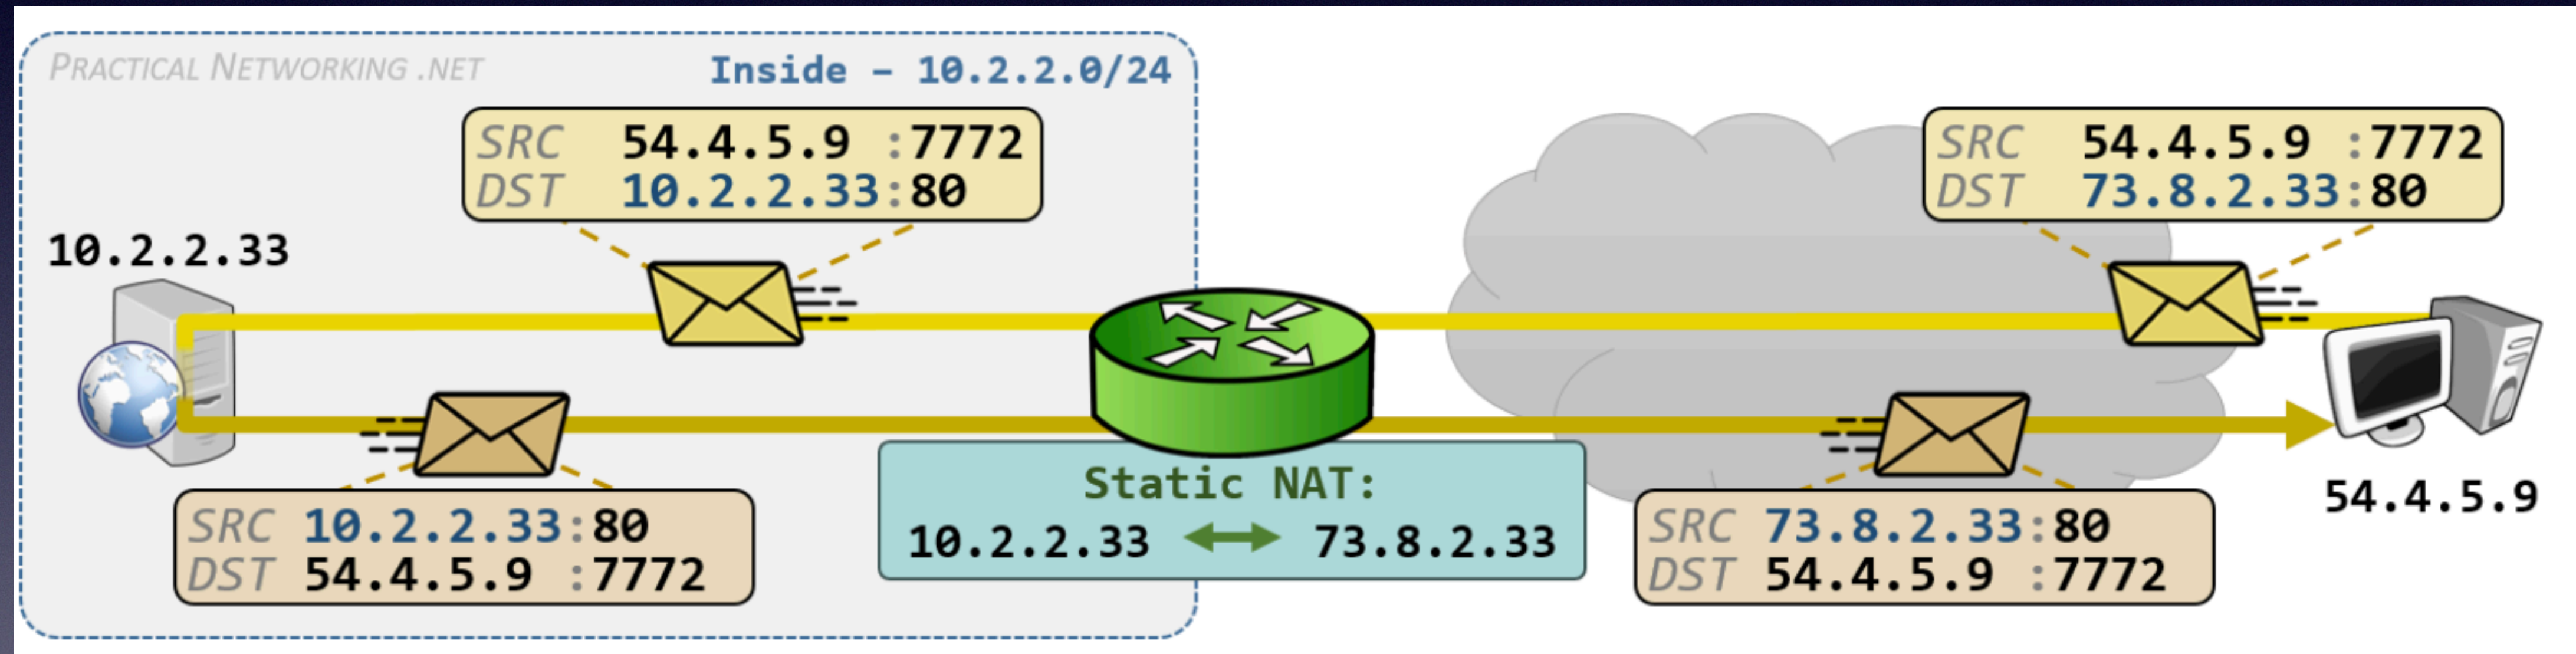 PRACTICAL NETWORKING .NET
Inside – 10.2.2.0/24
SRC 54.4.5.9 :7772
DST 10.2.2.33:80
SRC 54.4.5.9 :7772
DST 73.8.2.33:80
10.2.2.33
SRC 10.2.2.33:80
DST 54.4.5.9 :7772
Static NAT:
10.2.2.33 73.8.2.33
SRC 73.8.2.33:80
DST 54.4.5.9 :7772
54.4.5.9